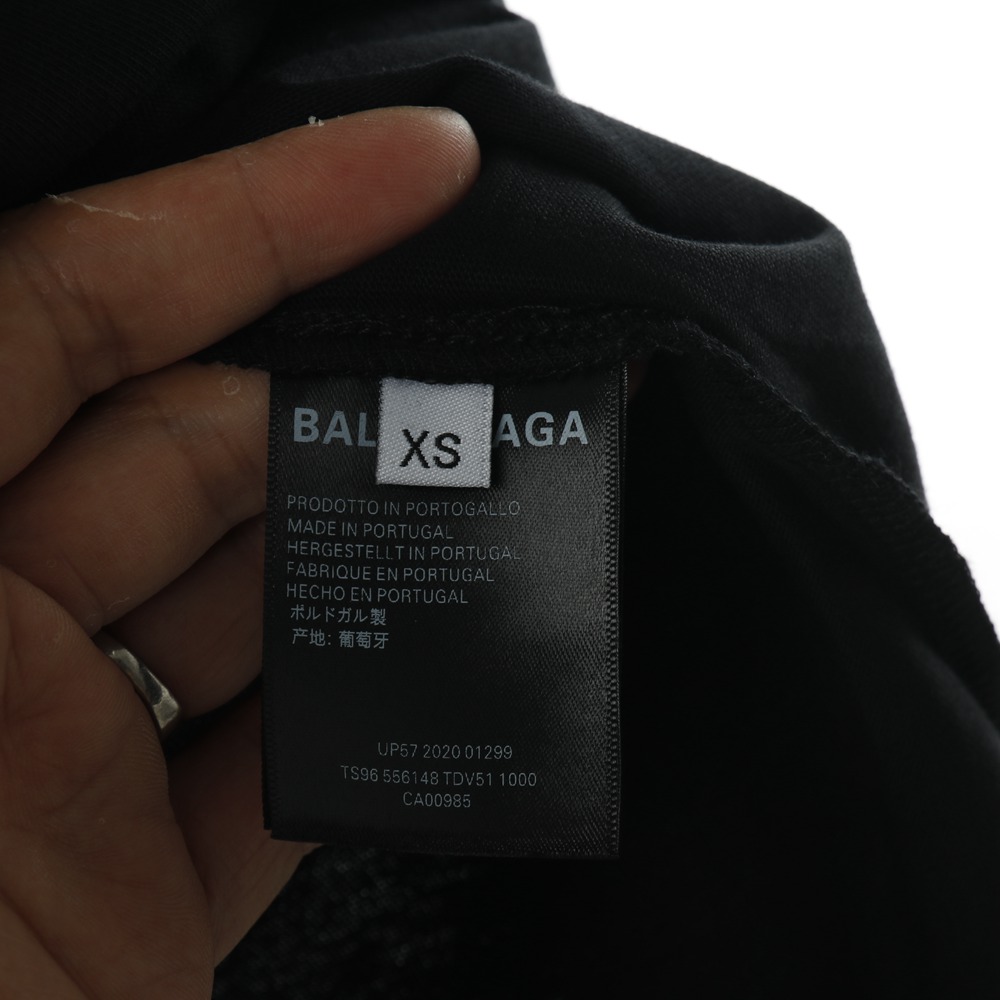 BAL AGA
XS
PRODOTTO IN PORTOGALLO
MADE IN PORTUGAL
HERGESTELLT IN PORTUGAL
FABRIQUE EN PORTUGAL
HECHO EN PORTUGAL
ポルドガル製
产地: 葡萄牙
UP57 2020 01299
TS96 556148 TDV51 1000
CA00985